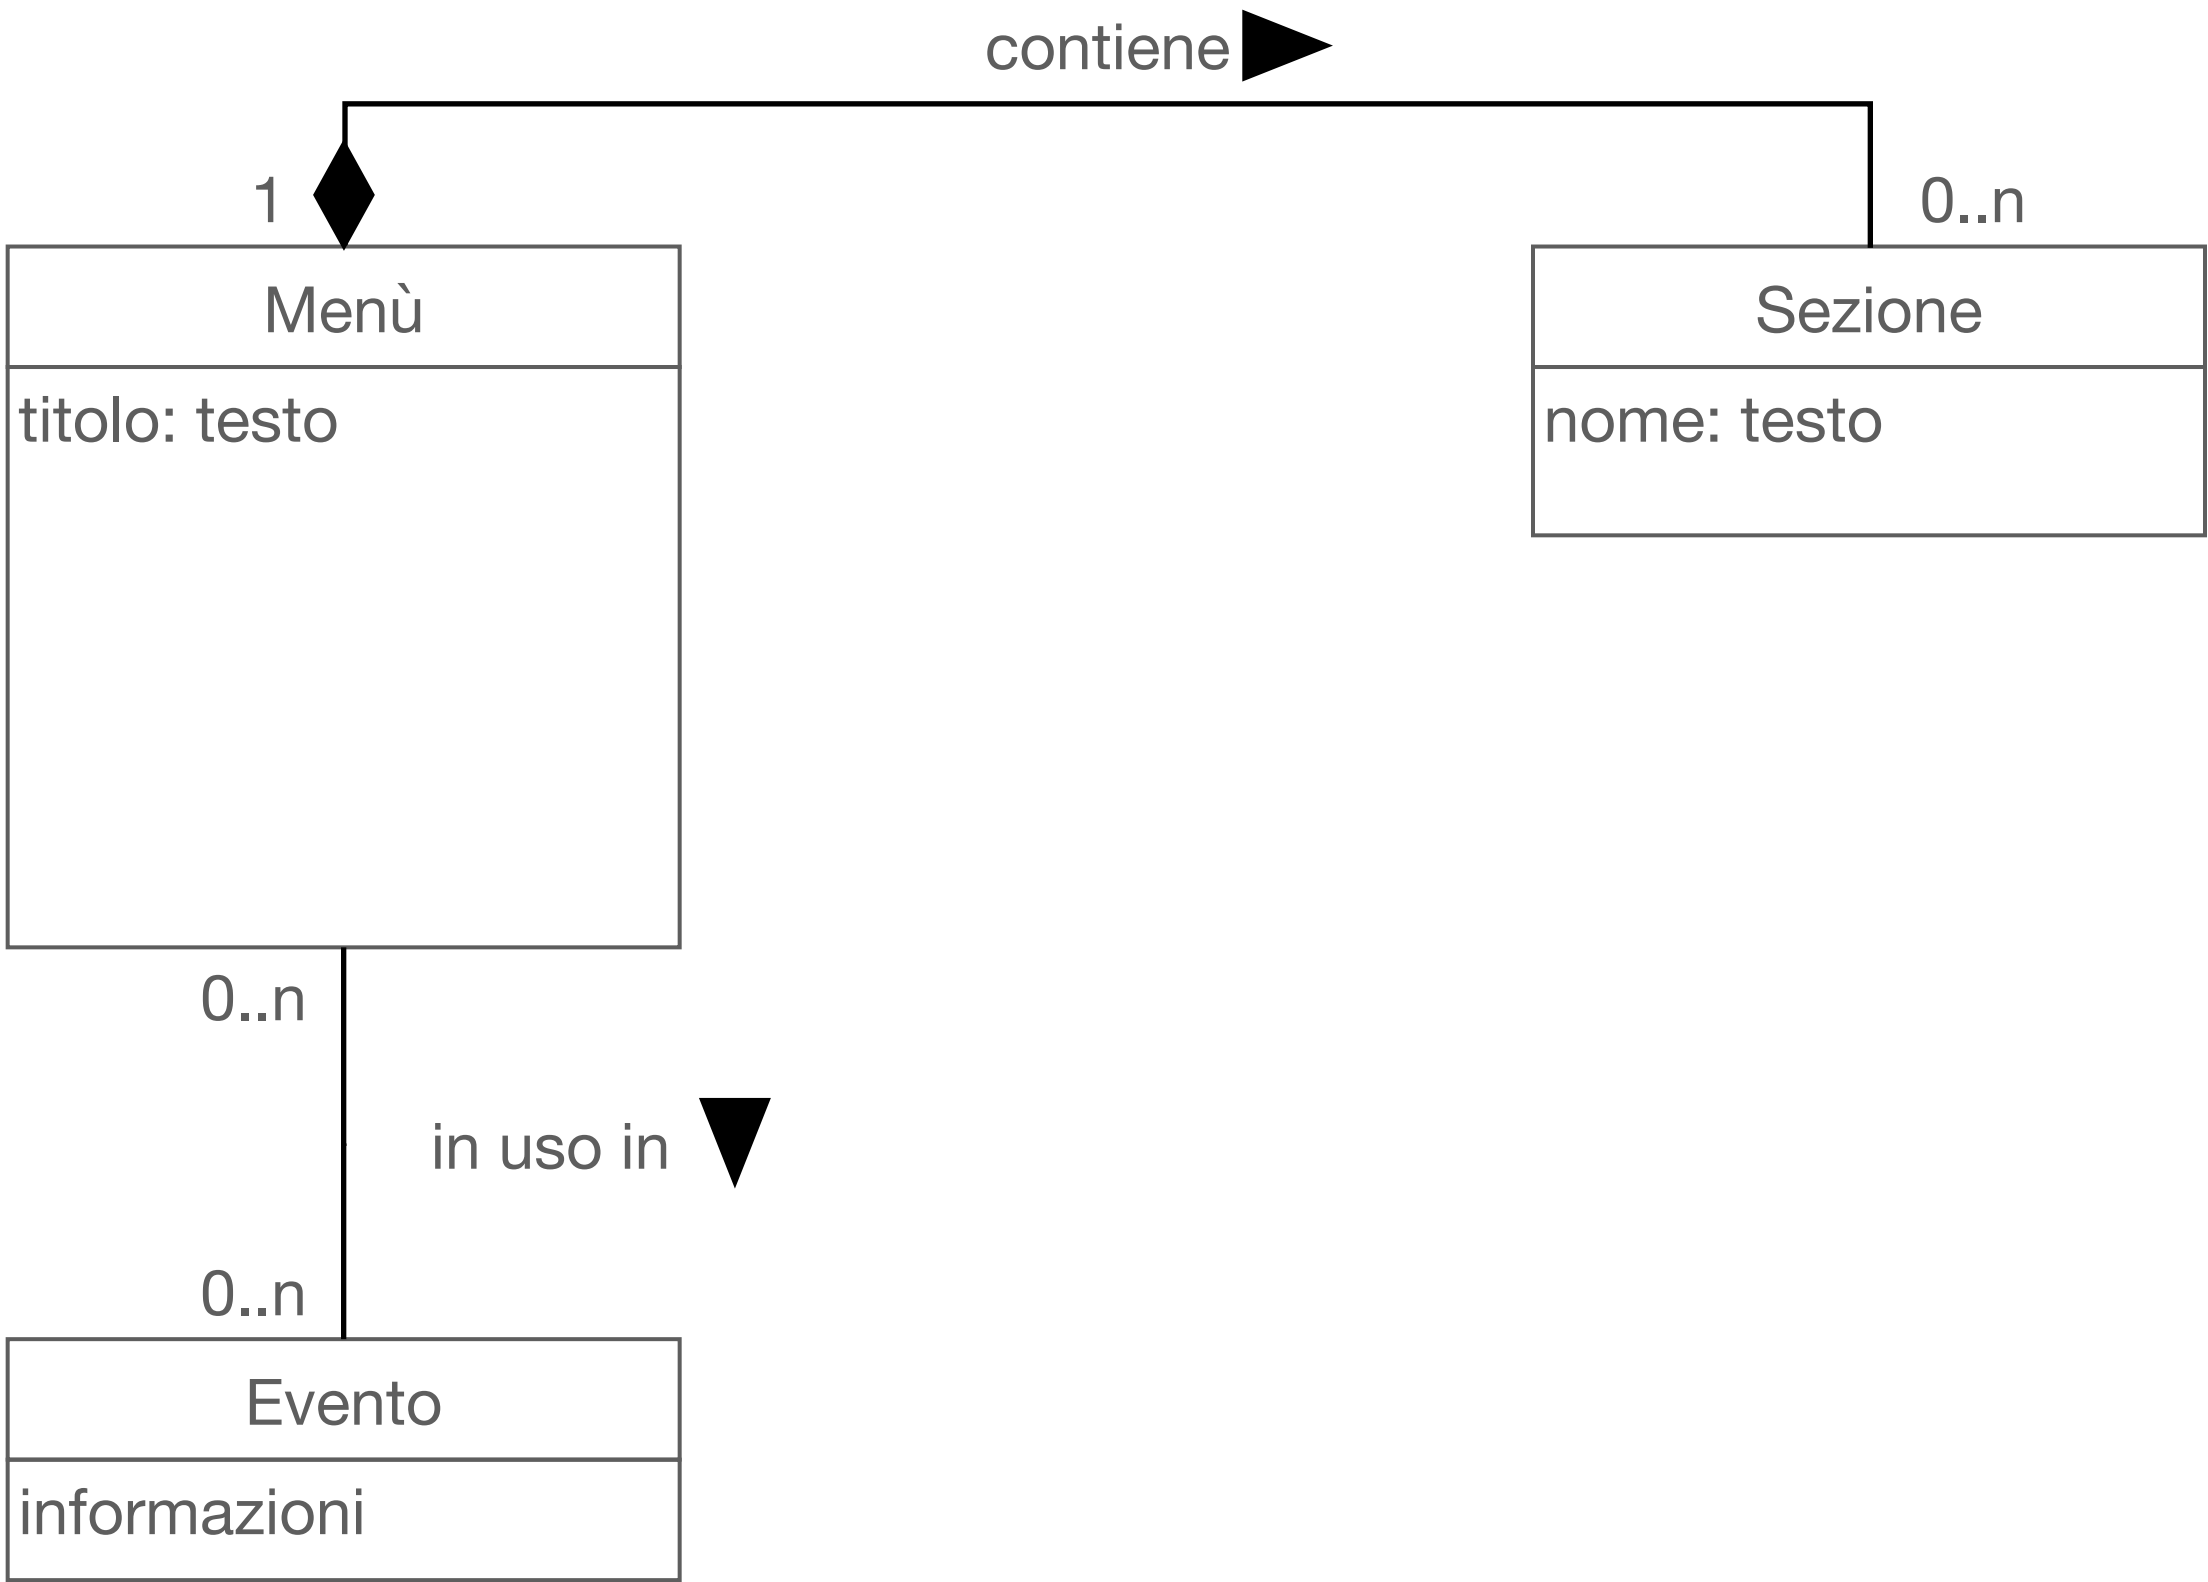 contiene
1
0..n
Menù
Sezione
titolo: testo
nome: testo
0..n
in uso in
0..n
Evento
informazioni